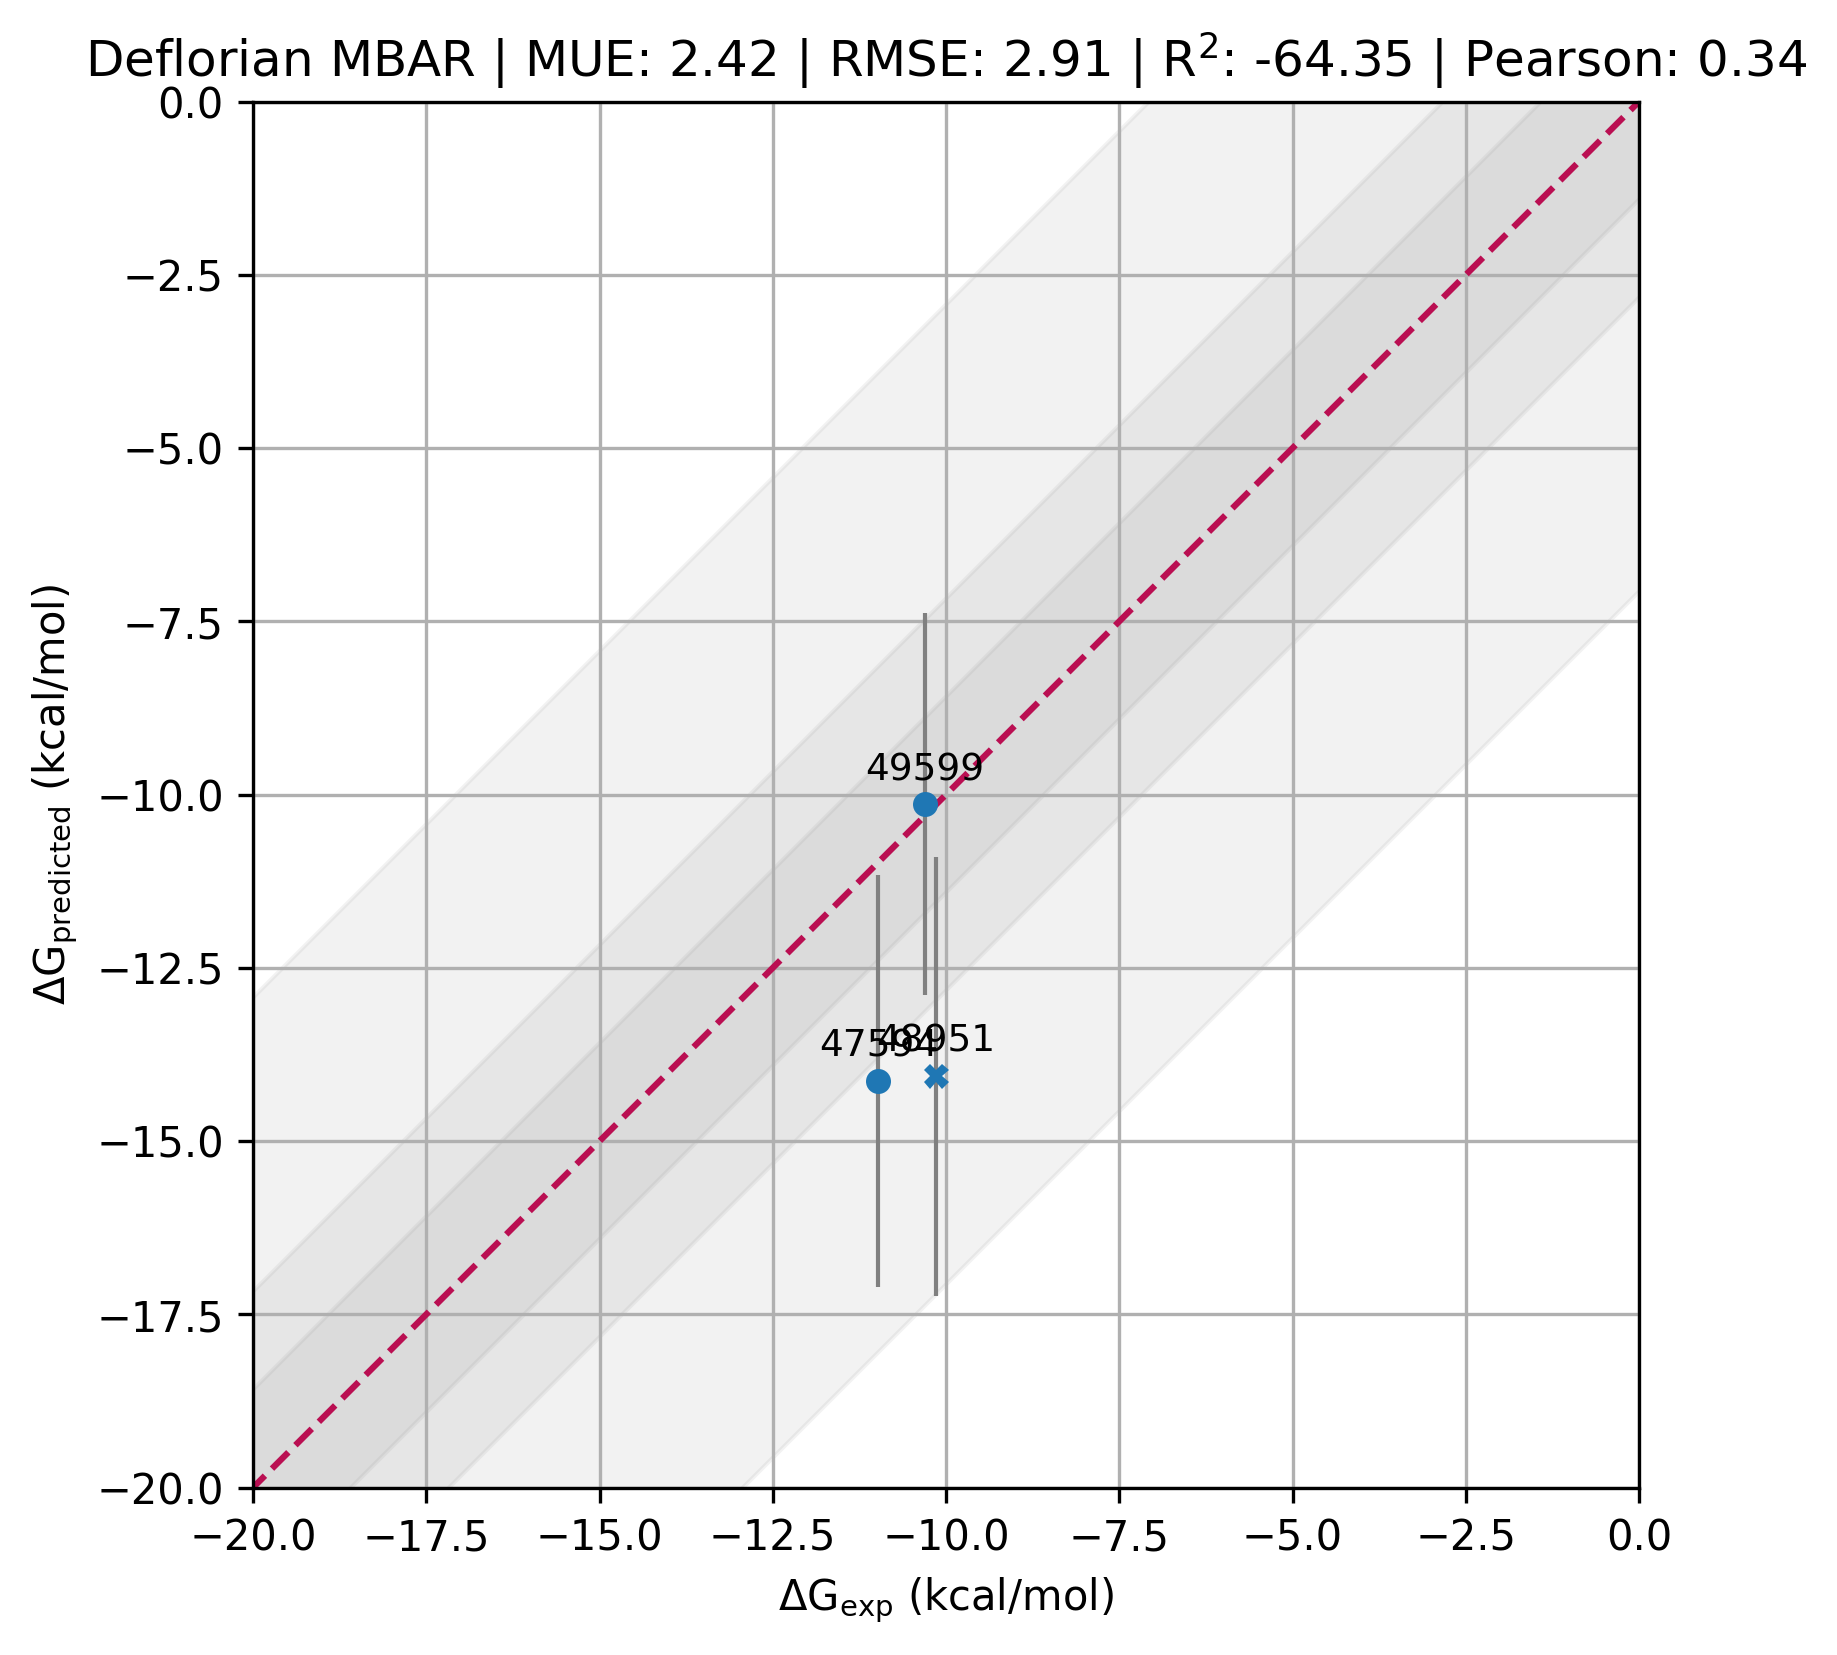 Deflorian MBAR | MUE: 2.42 | RMSE: 2.91 | R²: -64.35 | Pearson: 0.34
0.0
−2.5
−5.0
−7.5
−10.0
−12.5
−15.0
−17.5
−20.0
ΔGpredicted (kcal/mol)
49599
48951
−20.0 −17.5 −15.0 −12.5 −10.0 −7.5 −5.0 −2.5 0.0
ΔGexp (kcal/mol)